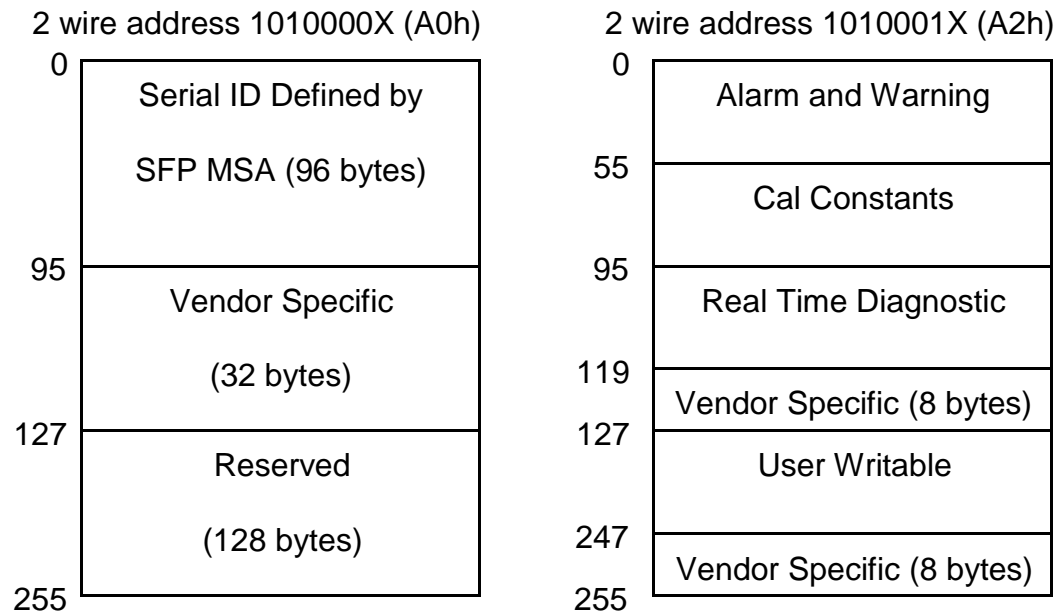 2 wire address 1010000X (A0h)
0
Serial ID Defined by
SFP MSA (96 bytes)
95
Vendor Specific
(32 bytes)
127
Reserved
(128 bytes)
255
2 wire address 1010001X (A2h)
0
Alarm and Warning
55
Cal Constants
95
Real Time Diagnostic
119
Vendor Specific (8 bytes)
127
User Writable
247
Vendor Specific (8 bytes)
255